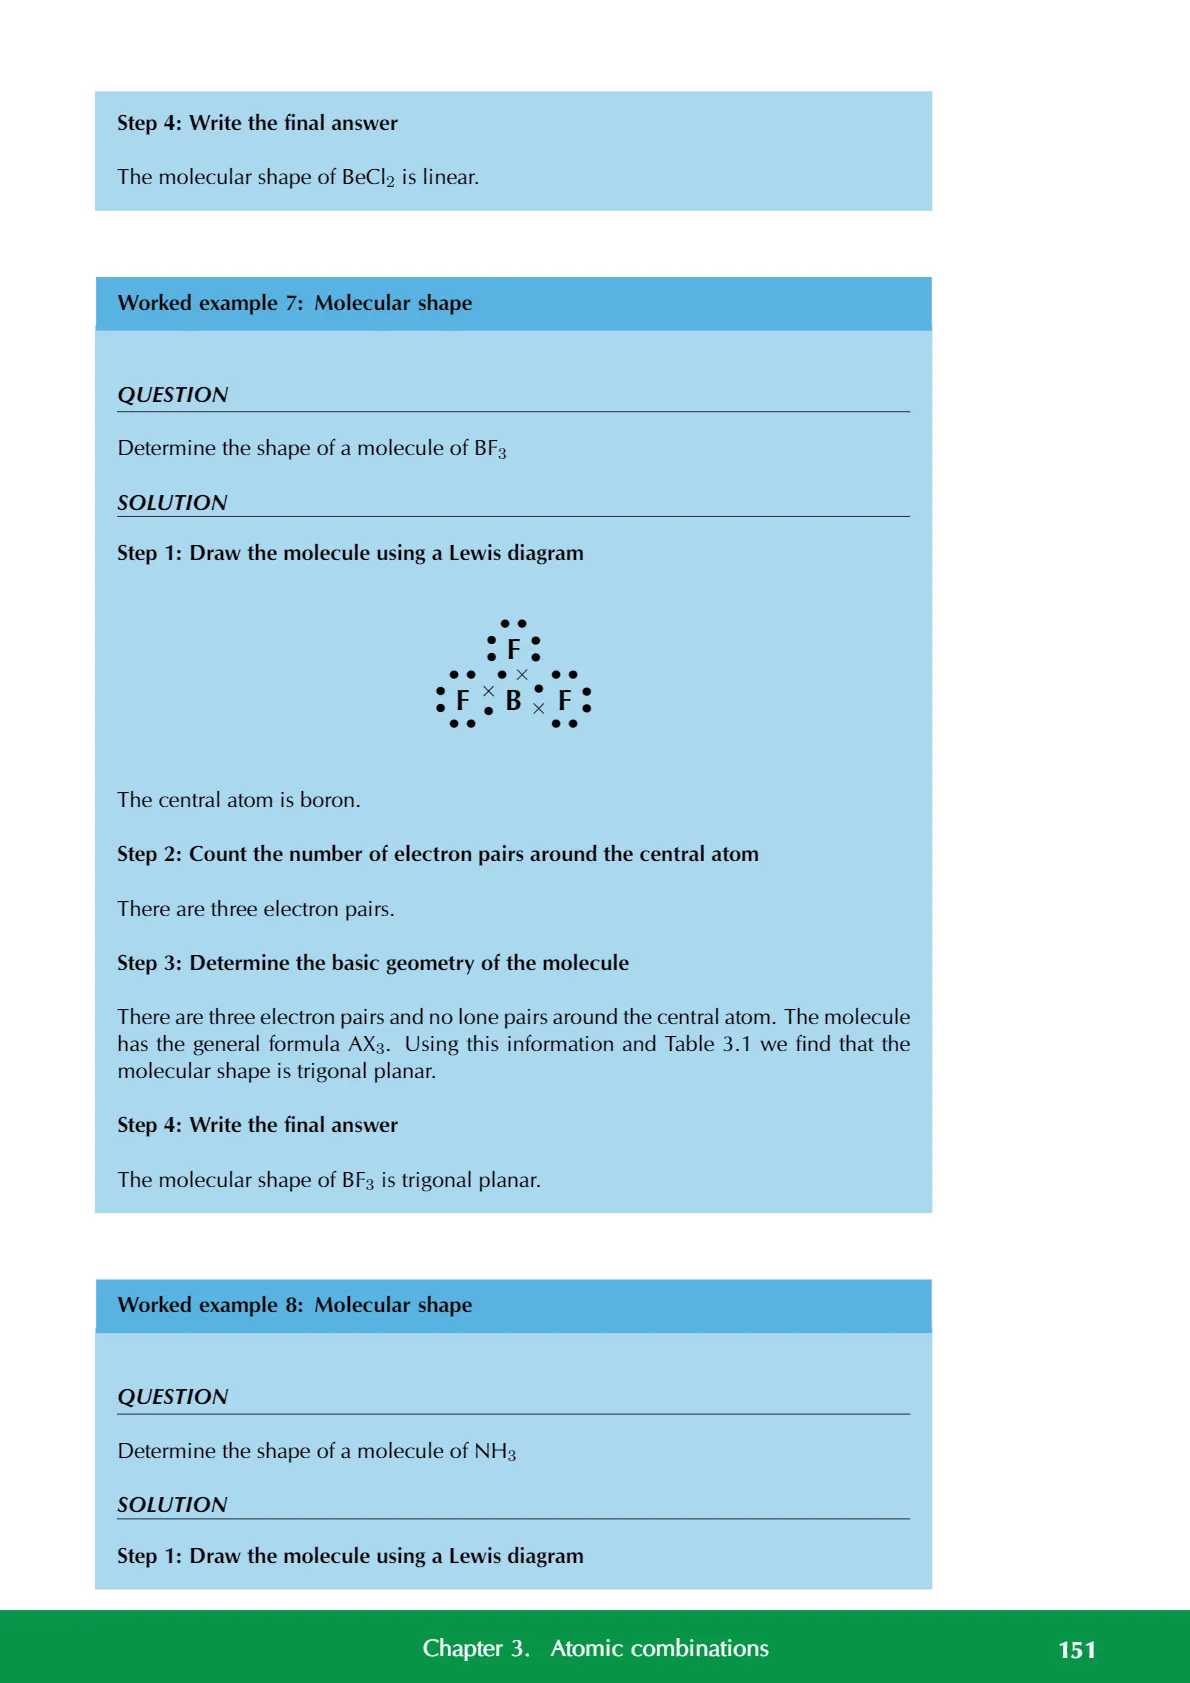 Step 4: Write the final answer
The molecular shape of BeCl₂ is linear.
Worked example 7: Molecular shape
QUESTION
Determine the shape of a molecule of BF₃
SOLUTION
Step 1: Draw the molecule using a Lewis diagram
F
F × B × F
The central atom is boron.
Step 2: Count the number of electron pairs around the central atom
There are three electron pairs.
Step 3: Determine the basic geometry of the molecule
There are three electron pairs and no lone pairs around the central atom. The molecule
has the general formula AX₃. Using this information and Table 3.1 we find that the
molecular shape is trigonal planar.
Step 4: Write the final answer
The molecular shape of BF₃ is trigonal planar.
Worked example 8: Molecular shape
QUESTION
Determine the shape of a molecule of NH₃
SOLUTION
Step 1: Draw the molecule using a Lewis diagram
Chapter 3. Atomic combinations 151